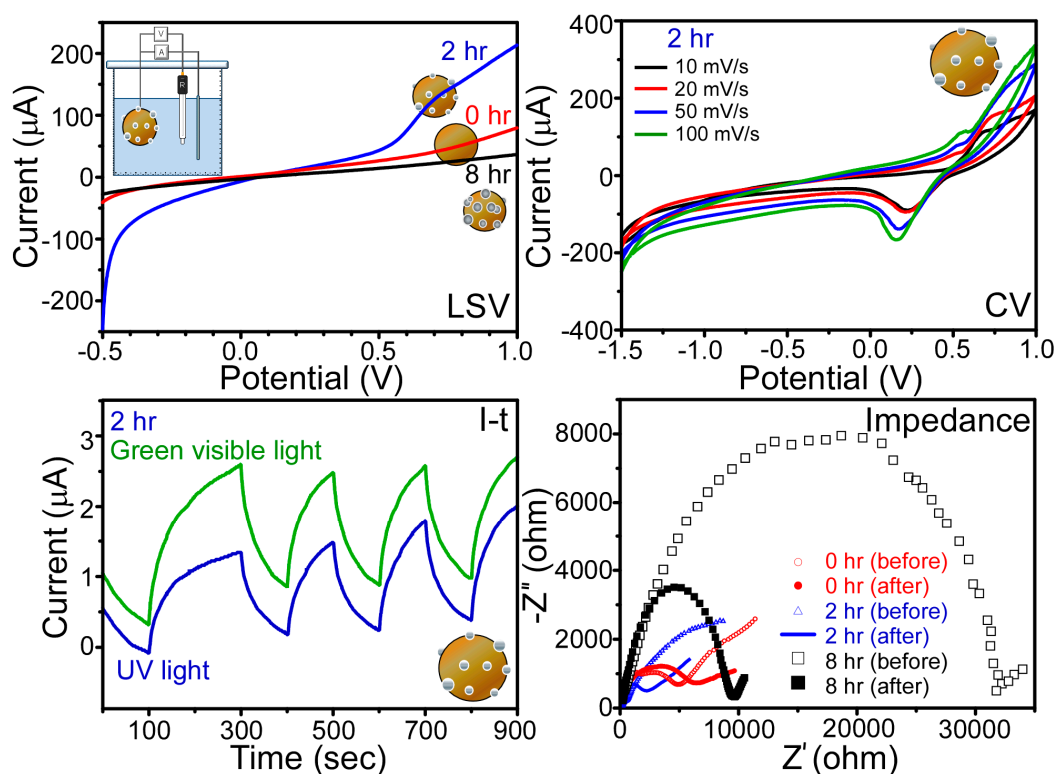 200
100
0
-100
-200
Current (μA)
V
A
R
2 hr
0 hr
8 hr
LSV
-0.5
0.0
0.5
1.0
Potential (V)
400
200
0
-200
-400
Current (μA)
2 hr
10 mV/s
20 mV/s
50 mV/s
100 mV/s
CV
-1.5
-1.0
-0.5
0.0
0.5
1.0
Potential (V)
3
2
1
0
Current (μA)
2 hr
I-t
Green visible light
UV light
100
300
500
700
900
Time (sec)
8000
6000
4000
2000
0
-Z" (ohm)
Impedance
0 hr (before)
0 hr (after)
2 hr (before)
2 hr (after)
8 hr (before)
8 hr (after)
0
10000
20000
30000
Z' (ohm)